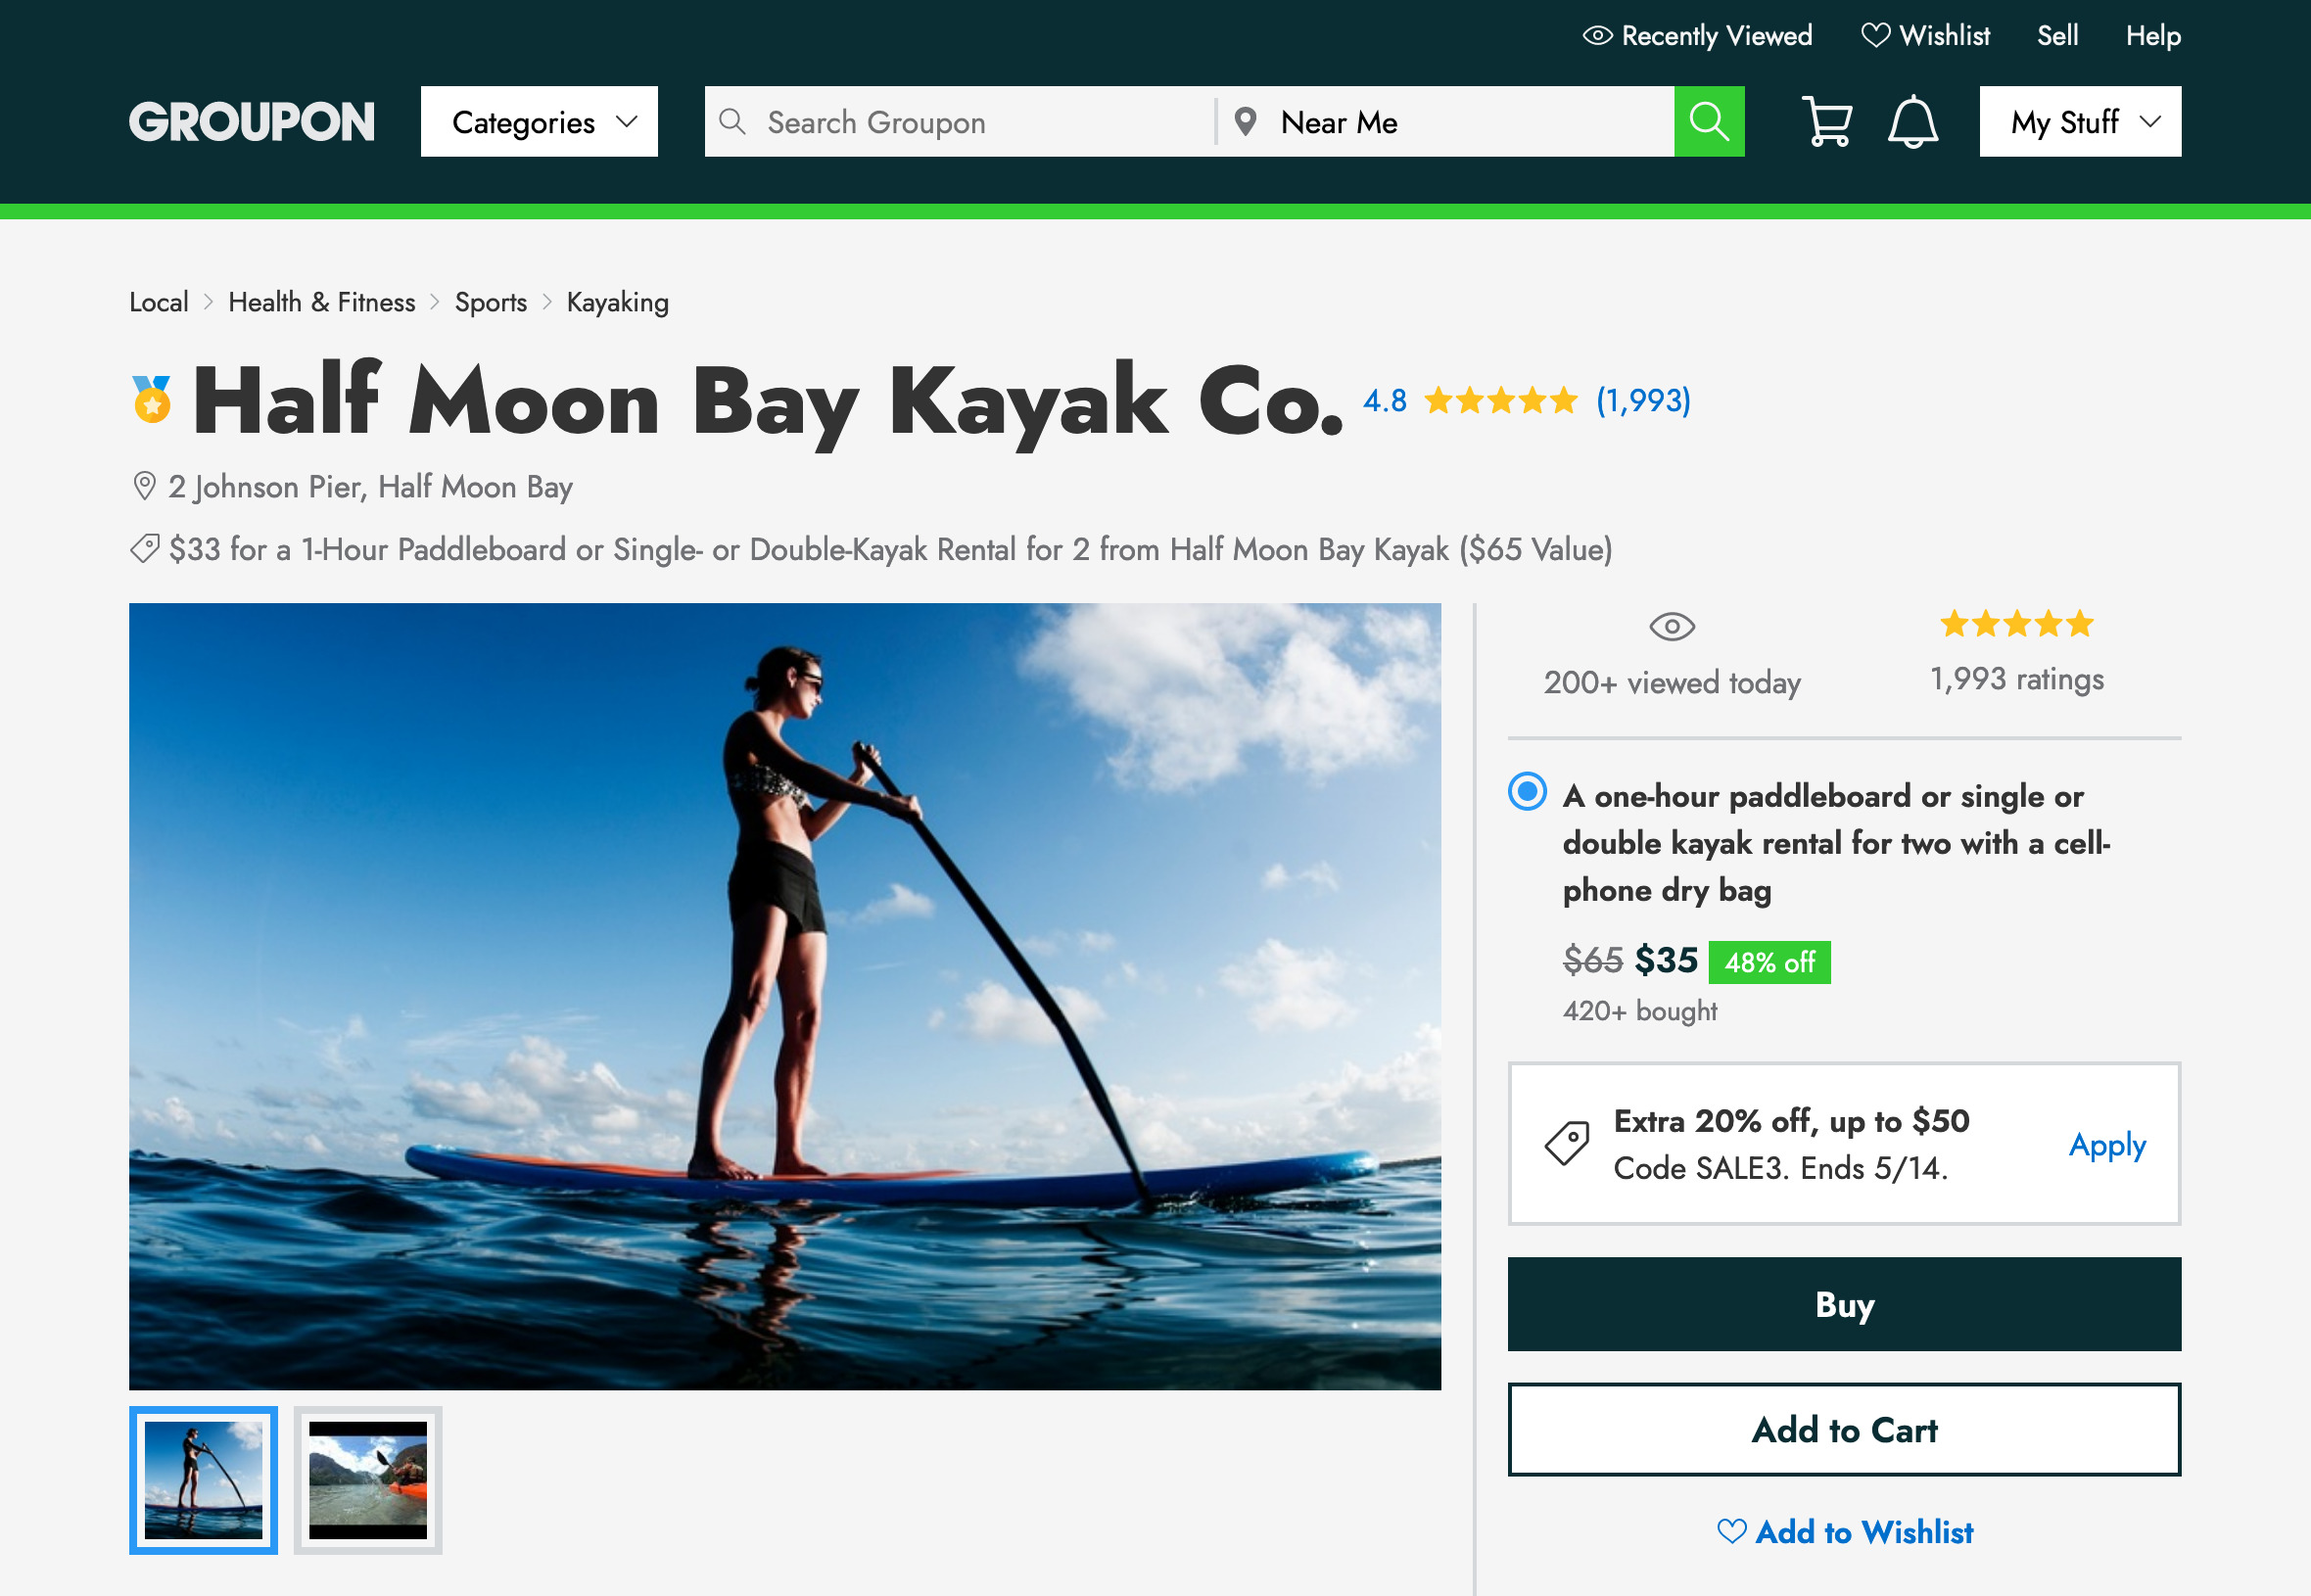 Recently Viewed
Wishlist
Sell
Help
GROUPON
Categories
Search Groupon
Near Me
My Stuff
Local > Health & Fitness > Sports > Kayaking
Half Moon Bay Kayak Co. 4.8 (1,993)
2 Johnson Pier, Half Moon Bay
$33 for a 1-Hour Paddleboard or Single- or Double-Kayak Rental for 2 from Half Moon Bay Kayak ($65 Value)
200+ viewed today
1,993 ratings
A one-hour paddleboard or single or
double kayak rental for two with a cell-
phone dry bag
$65 $35 48% off
420+ bought
Extra 20% off, up to $50
Code SALE3. Ends 5/14.
Apply
Buy
Add to Cart
Add to Wishlist